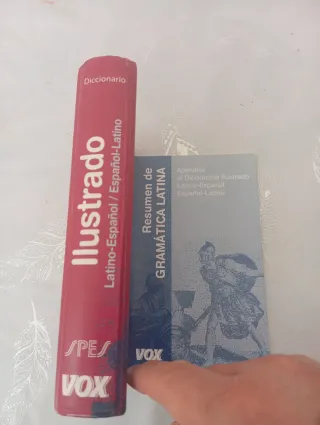 Diccionario
Ilustrado
Latino-Español / Español-Latino
SPES
VOX
Resumen de
GRAMÁTICA LATINA
Apéndice
al Diccionario Ilustrado
Latino-Español
Español-Latino
VOX